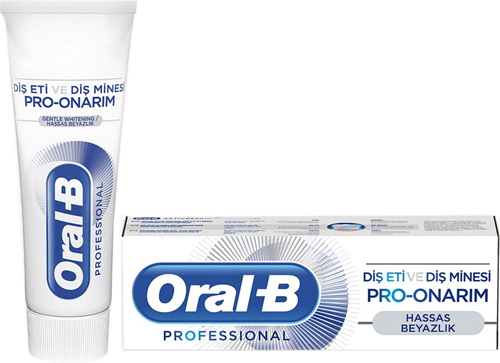 DİŞ ETİ VE DİŞ MİNESİ
PRO-ONARIM
GENTLE WHITENING /
HASSAS BEYAZLIK
Oral-B
PROFESSIONAL
Oral-B
Oral-B
PROFESSIONAL
DİŞ ETİ VE DİŞ MİNESİ
PRO-ONARIM
HASSAS
BEYAZLIK